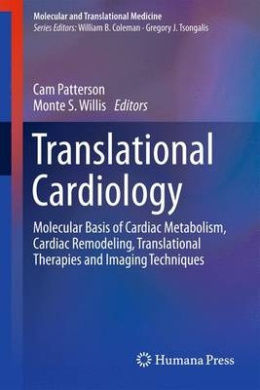 Molecular and Translational Medicine
Series Editors: William B. Coleman · Gregory J. Tsongalis
Cam Patterson
Monte S. Willis Editors
Translational
Cardiology
Molecular Basis of Cardiac Metabolism,
Cardiac Remodeling, Translational
Therapies and Imaging Techniques
Humana Press